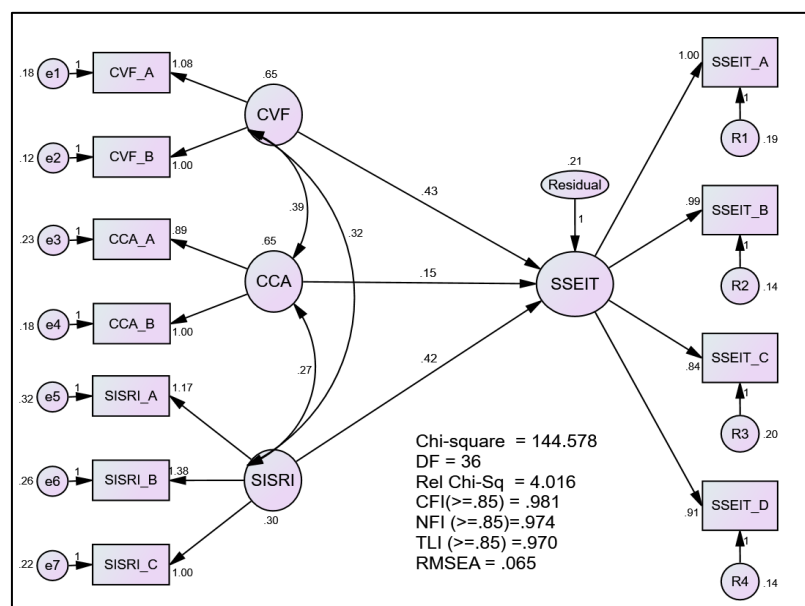 .18
e1
1
CVF_A
1.08
.12
e2
1
CVF_B
1.00
.65
CVF
.23
e3
1
CCA_A
.89
.18
e4
1
CCA_B
1.00
.65
CCA
.32
e5
1
SISRI_A
1.17
.26
e6
1
SISRI_B
1.38
.22
e7
1
SISRI_C
1.00
SISRI
.30
.39
.32
.27
.43
.15
.42
.21
Residual
1
SSEIT
1.00
SSEIT_A
1
R1
.19
.99
SSEIT_B
1
R2
.14
.84
SSEIT_C
1
R3
.20
.91
SSEIT_D
1
R4
.14
Chi-square = 144.578
DF = 36
Rel Chi-Sq = 4.016
CFI(>=.85) = .981
NFI (>=.85)=.974
TLI (>=.85)=.970
RMSEA = .065